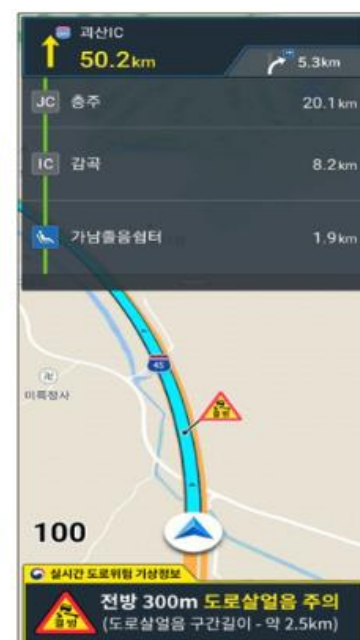 괴산IC
50.2km
5.3km
JC 충주 20.1km
IC 감곡 8.2km
가남졸음쉼터 1.9km
45
미륵정사
결빙
100
실시간 도로위험 기상정보
결빙
전방 300m 도로살얼음 주의
(도로살얼음 구간길이 - 약 2.5km)